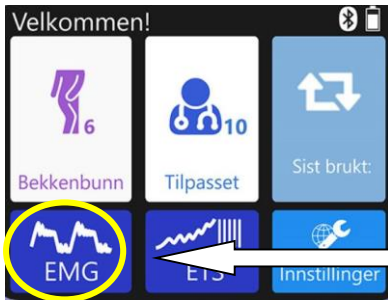 Velkommen!
6
Bekkenbunn
10
Tilpasset
Sist brukt:
EMG
ETS
Innstillinger